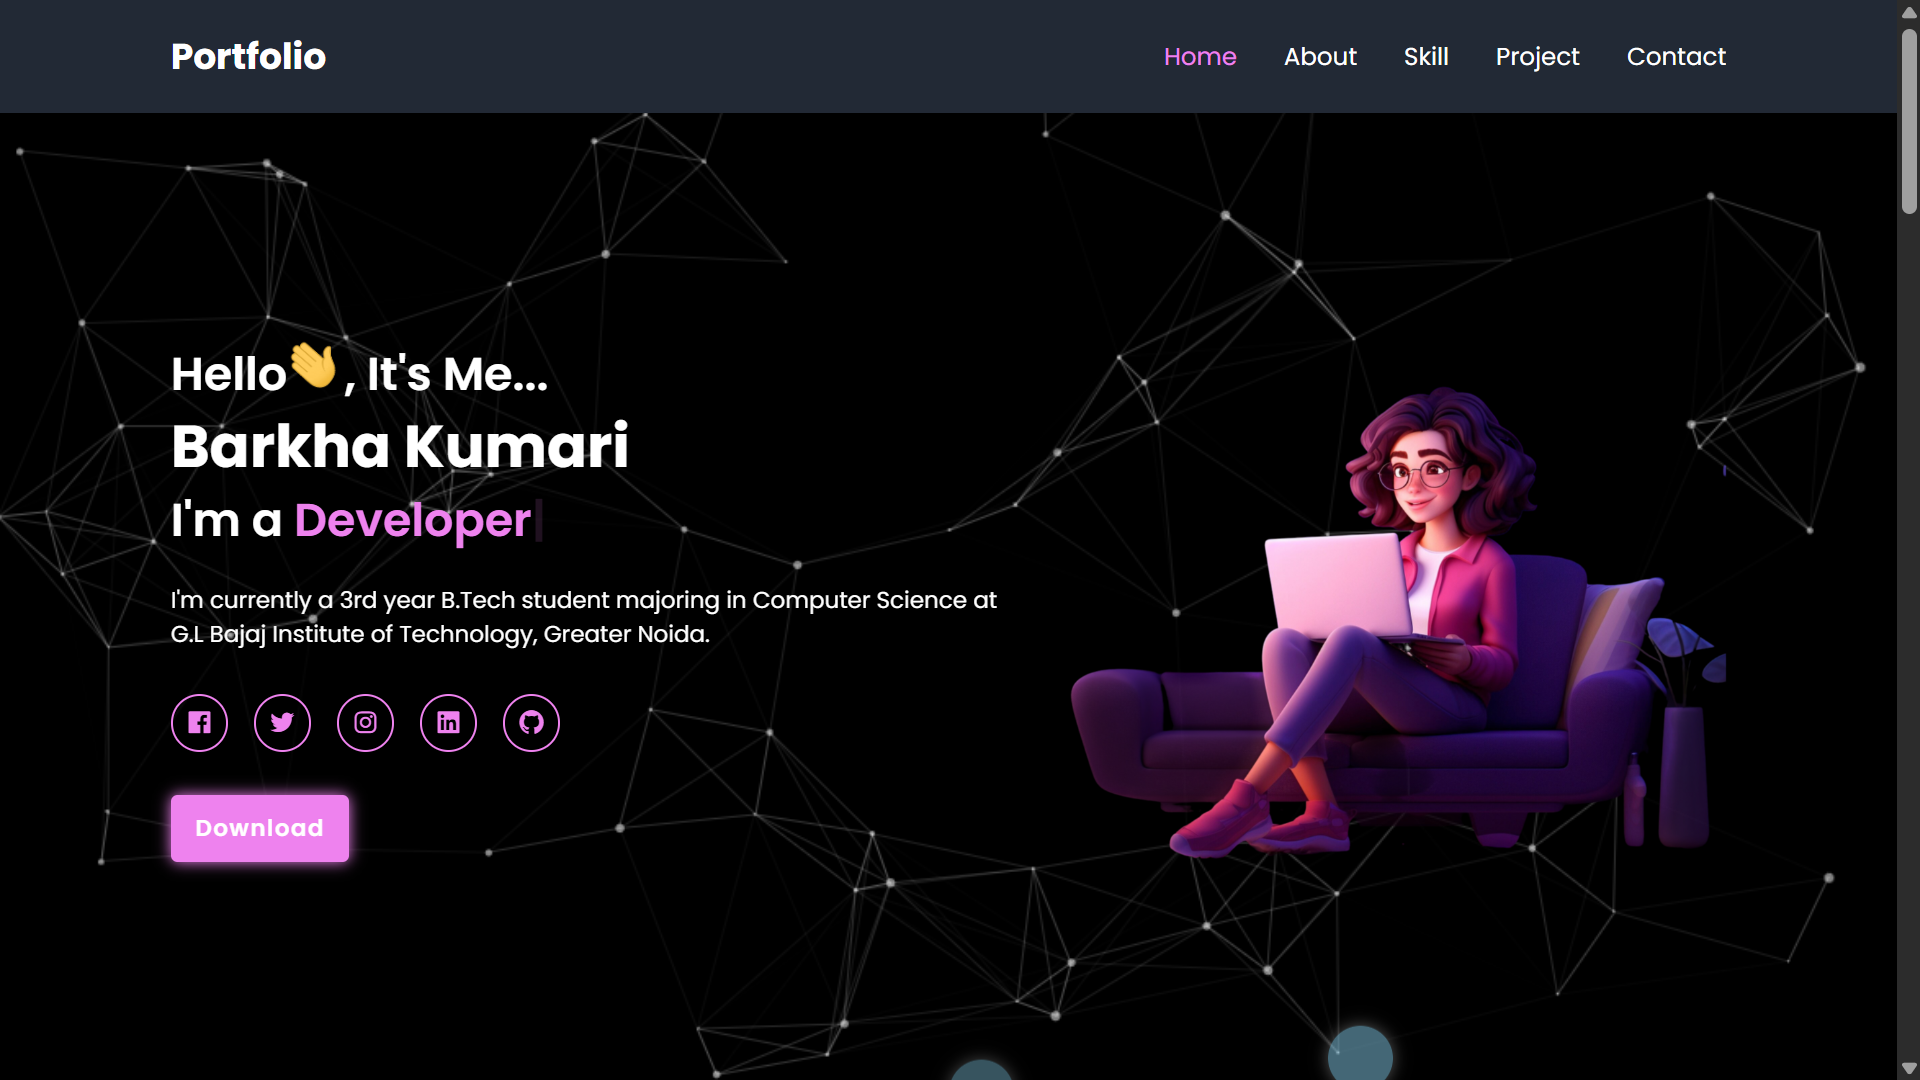 Portfolio
Home About Skill Project Contact
Hello👋, It's Me...
Barkha Kumari
I'm a Developer
I'm currently a 3rd year B.Tech student majoring in Computer Science at
G.L Bajaj Institute of Technology, Greater Noida.
Download